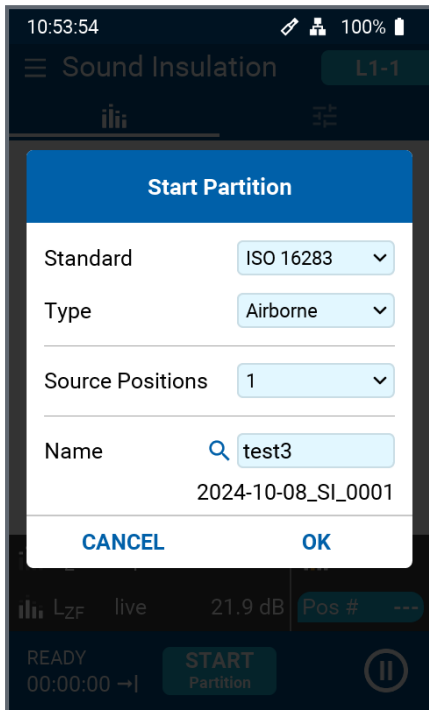 10:53:54 100%
Sound Insulation L1-1
Start Partition
Standard ISO 16283
Type Airborne
Source Positions 1
Name test3
2024-10-08_SI_0001
CANCEL OK
LZF live 21.9 dB Pos # ---
READY START
00:00:00 Partition